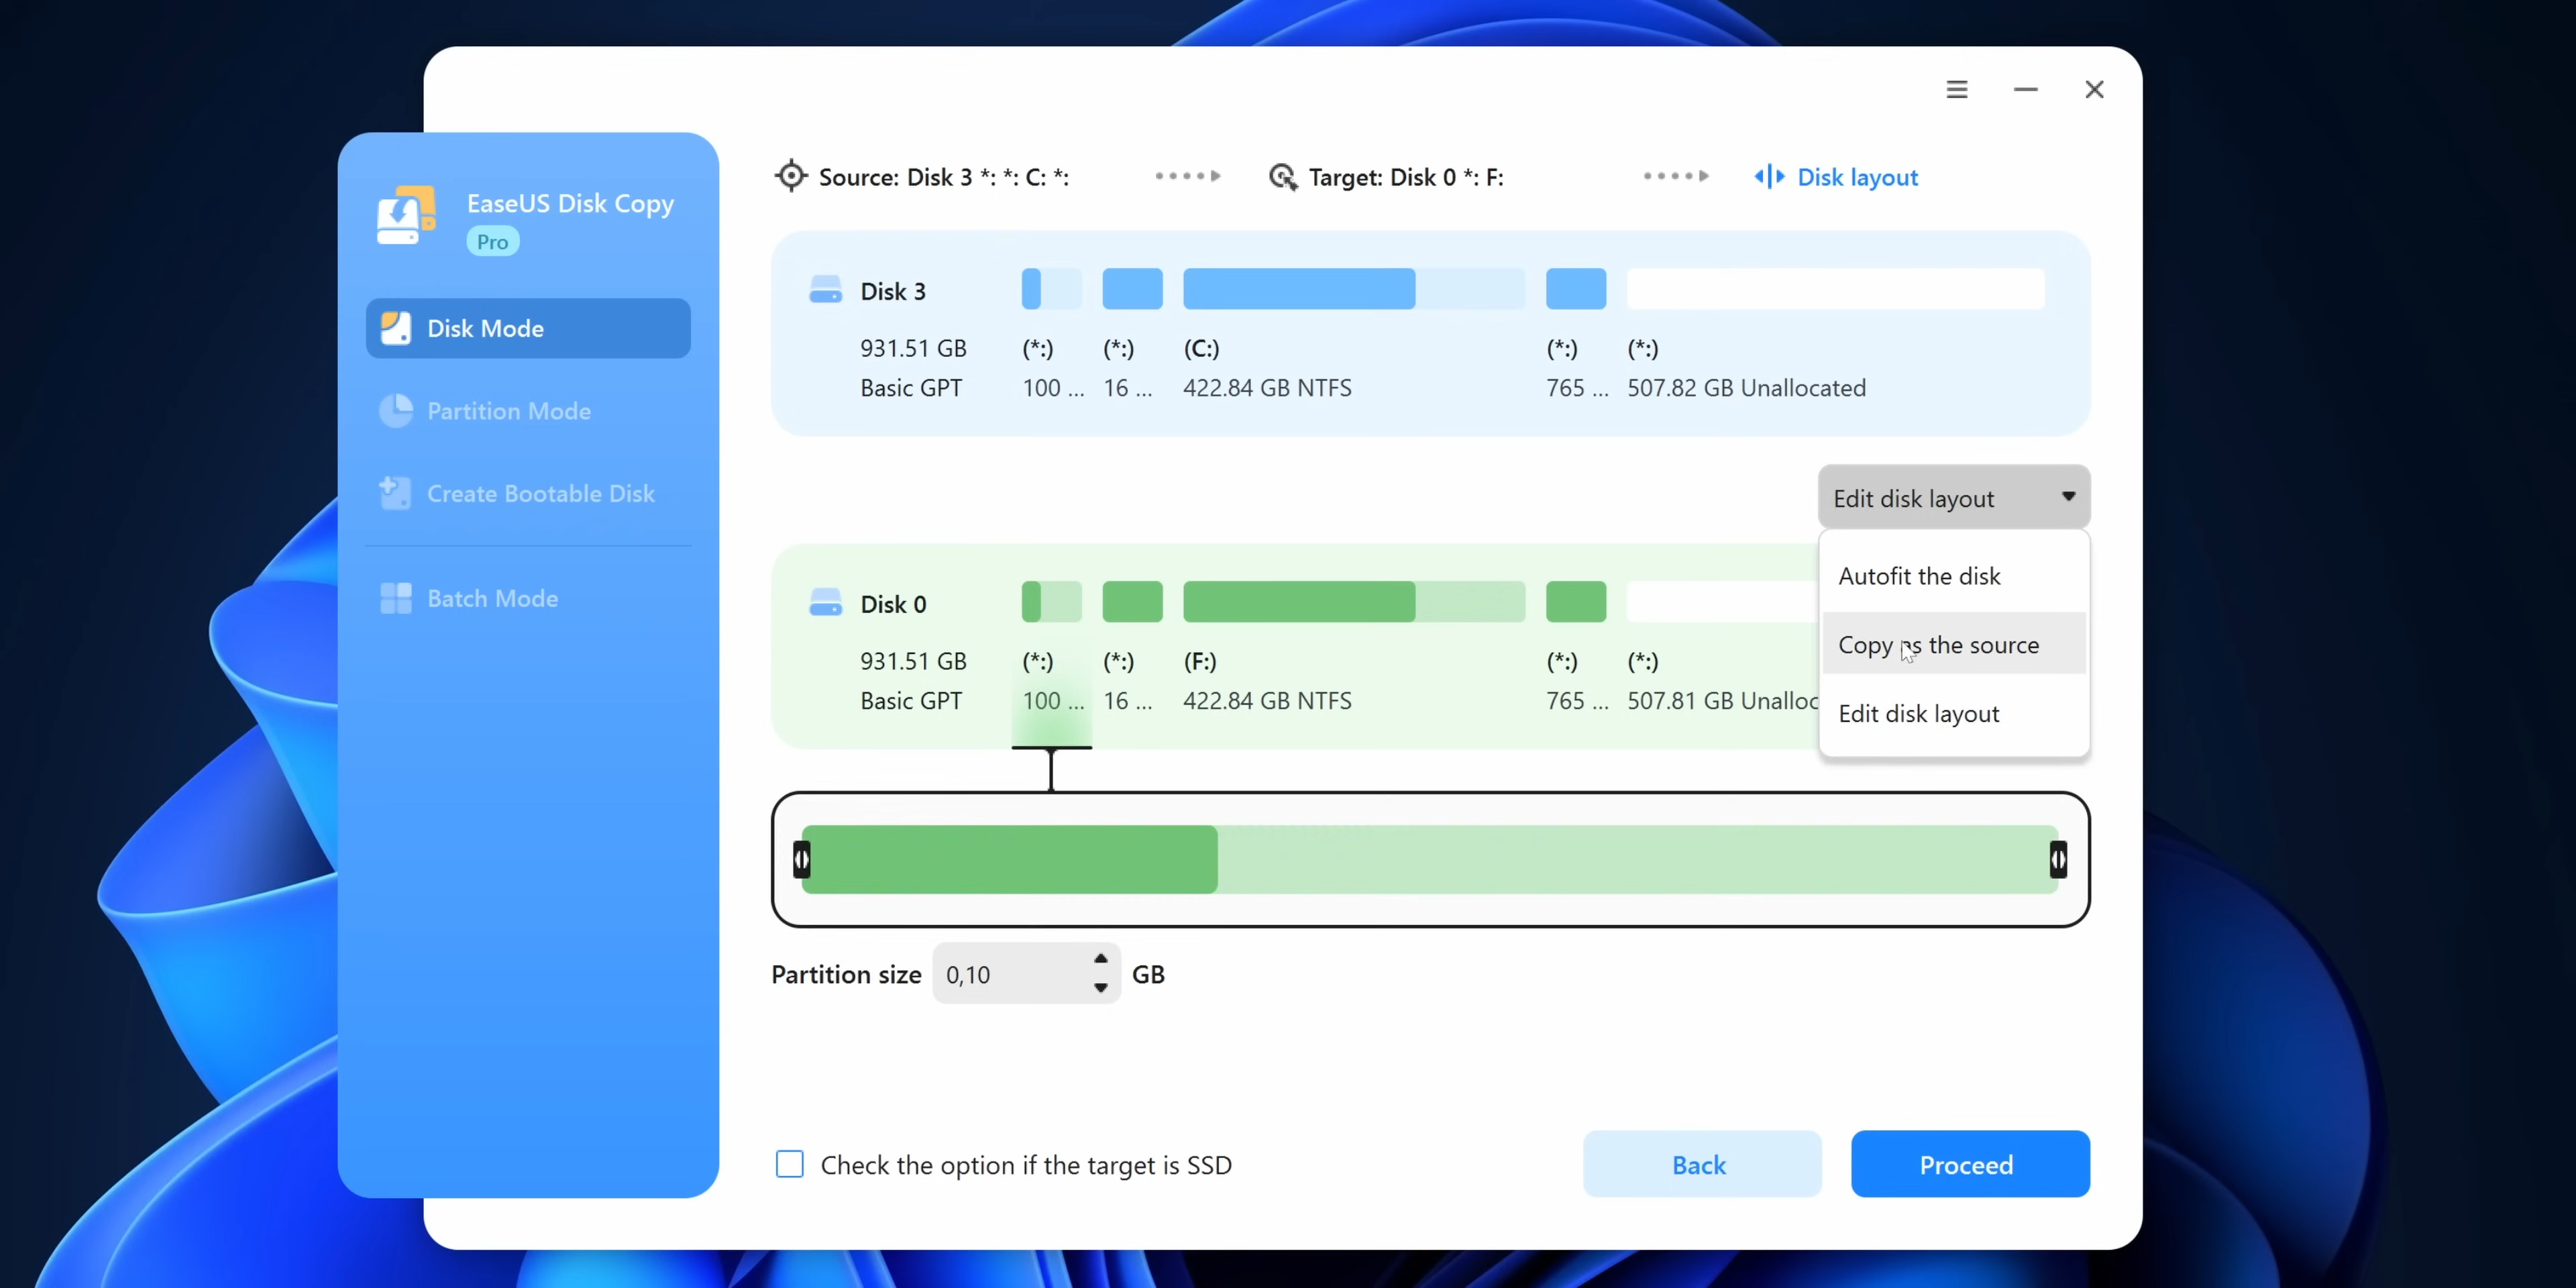 Source: Disk 3 *: *: C: *:
Target: Disk 0 *: F:
Disk layout
EaseUS Disk Copy
Pro
Disk Mode
Partition Mode
Create Bootable Disk
Batch Mode
Disk 3
931.51 GB
Basic GPT
(*:)
100 ...
(*:)
16 ...
(C:)
422.84 GB NTFS
(*:)
765 ...
(*:)
507.82 GB Unallocated
Edit disk layout
Autofit the disk
Copy as the source
Edit disk layout
Disk 0
931.51 GB
Basic GPT
(*:)
100 ...
(*:)
16 ...
(F:)
422.84 GB NTFS
(*:)
765 ...
(*:)
507.81 GB Unalloc
Partition size 0,10 GB
Check the option if the target is SSD
Back
Proceed